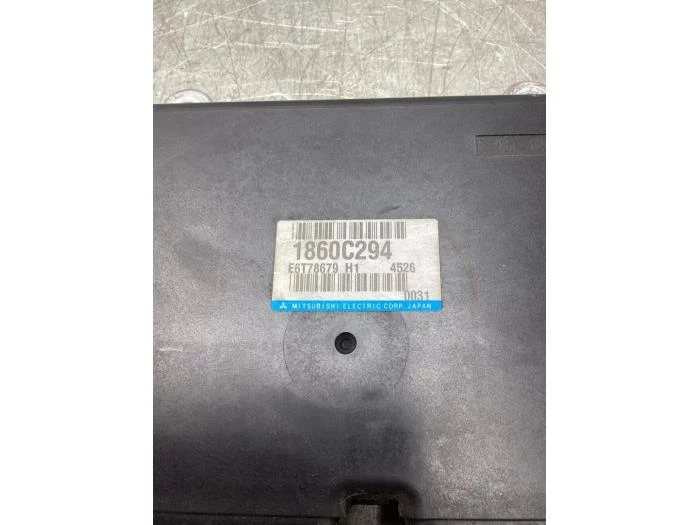 1860C294
E6T78679 H1 4526
0031
MITSUBISHI ELECTRIC CORP. JAPAN